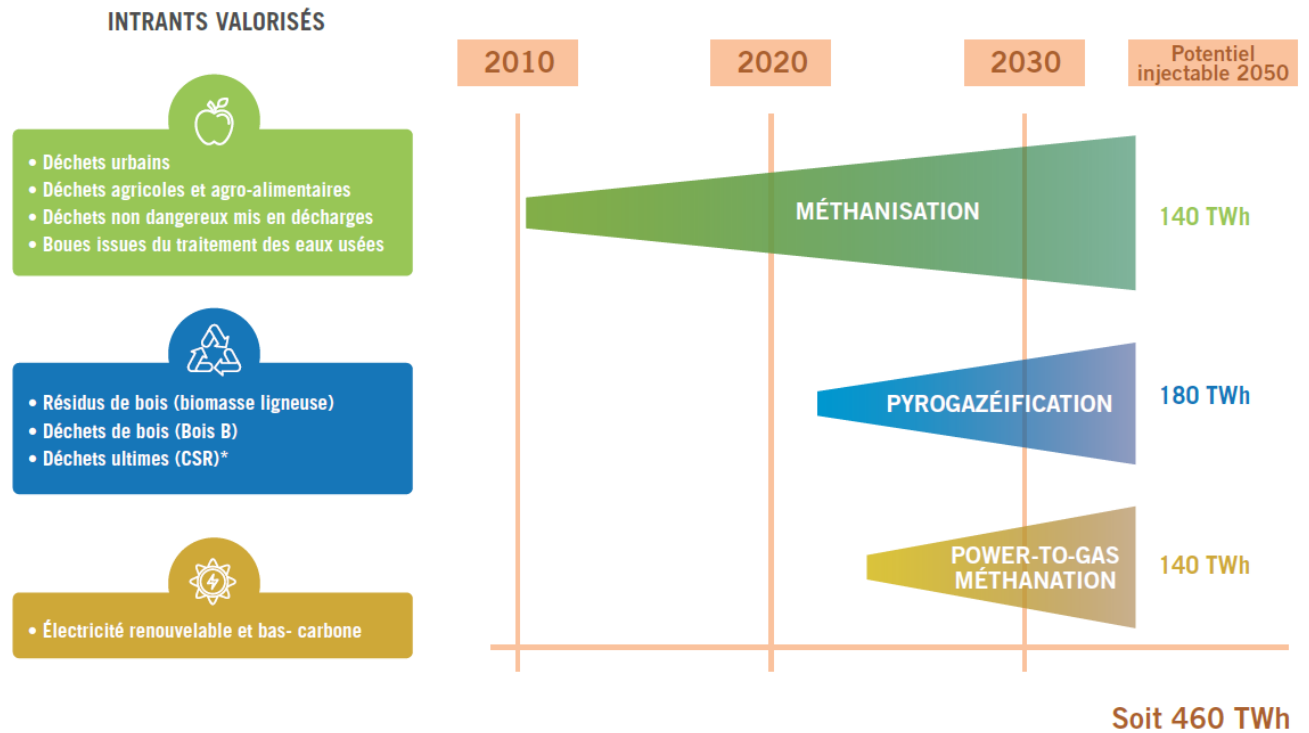 INTRANTS VALORISÉS
• Déchets urbains
• Déchets agricoles et agro-alimentaires
• Déchets non dangereux mis en décharges
• Boues issues du traitement des eaux usées
• Résidus de bois (biomasse ligneuse)
• Déchets de bois (Bois B)
• Déchets ultimes (CSR)*
• Électricité renouvelable et bas- carbone
2010
2020
2030
Potentiel
injectable 2050
MÉTHANISATION
140 TWh
PYROGAZÉIFICATION
180 TWh
POWER-TO-GAS
MÉTHANATION
140 TWh
Soit 460 TWh